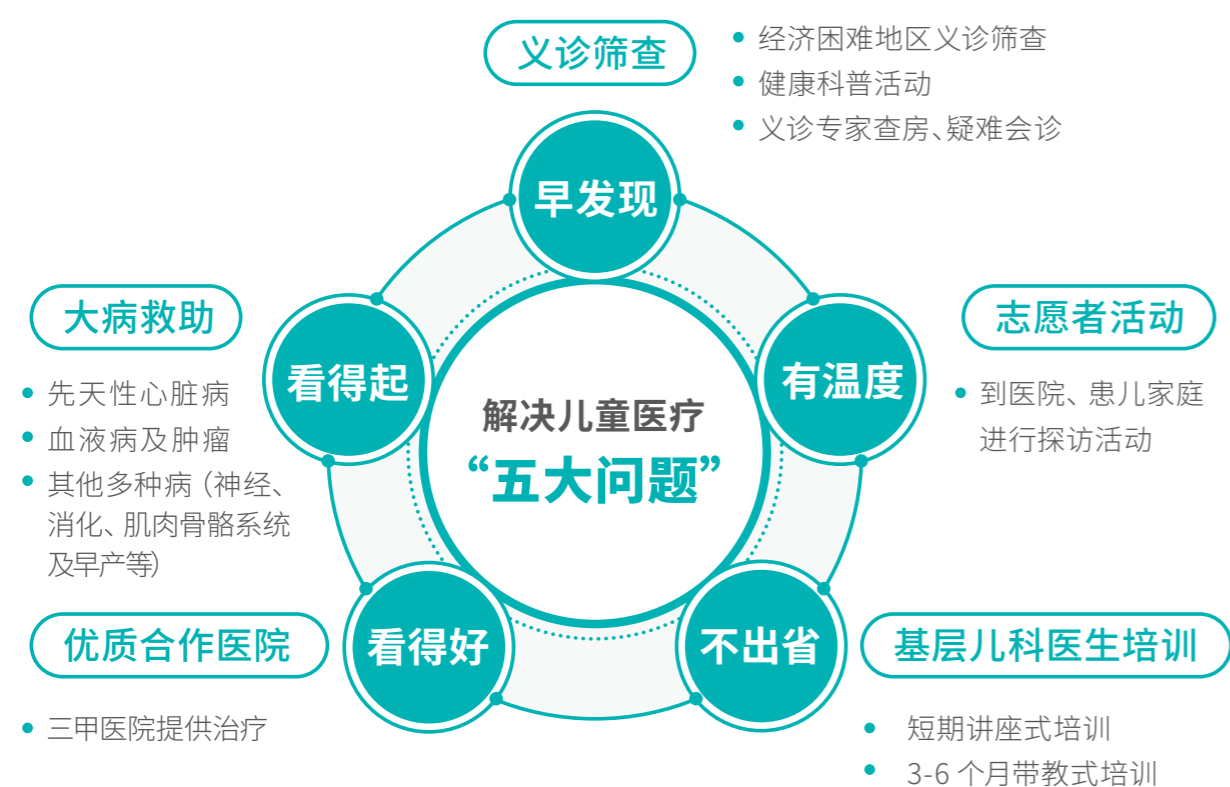 义诊筛查
• 经济困难地区义诊筛查
• 健康科普活动
• 义诊专家查房、疑难会诊
早发现
大病救助
看得起
• 先天性心脏病
• 血液病及肿瘤
• 其他多种病（神经、
消化、肌肉骨骼系统
及早产等）
志愿者活动
有温度
• 到医院、患儿家庭
进行探访活动
解决儿童医疗
“五大问题”
优质合作医院
看得好
• 三甲医院提供治疗
不出省
基层儿科医生培训
• 短期讲座式培训
• 3-6 个月带教式培训